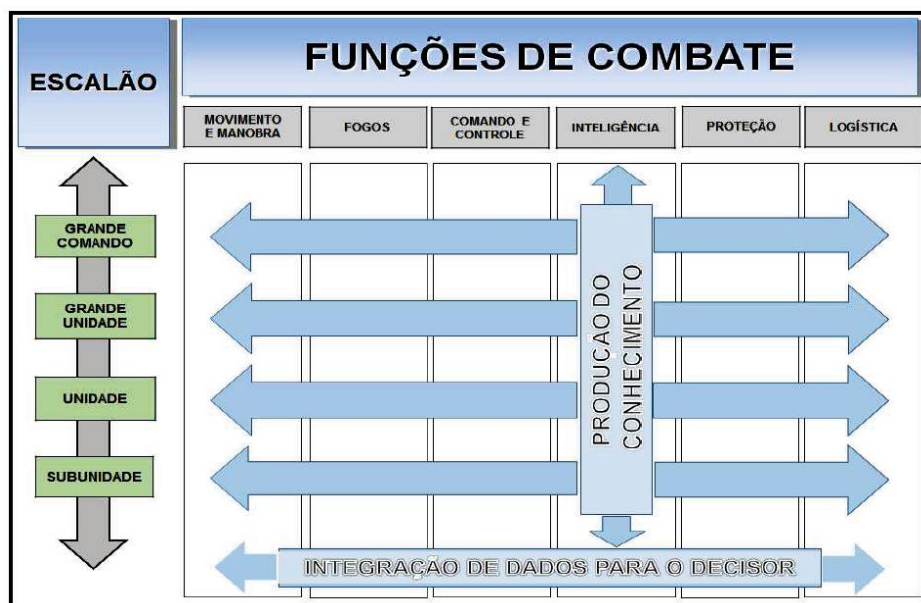 ESCALÃO
FUNÇÕES DE COMBATE
MOVIMENTO
E MANOBRA
FOGOS
COMANDO E
CONTROLE
INTELIGÊNCIA
PROTEÇÃO
LOGÍSTICA
GRANDE
COMANDO
GRANDE
UNIDADE
UNIDADE
SUBUNIDADE
PRODUÇAO DO
CONHECIMENTO
INTEGRAÇÃO DE DADOS PARA O DECISOR